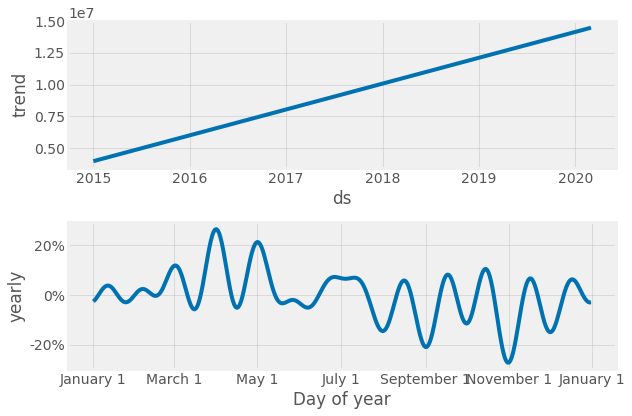 1e7
1.50
1.25
1.00
0.75
0.50
trend
2015 2016 2017 2018 2019 2020
ds
20%
0%
-20%
yearly
January 1 March 1 May 1 July 1 September 1 November 1 January 1
Day of year